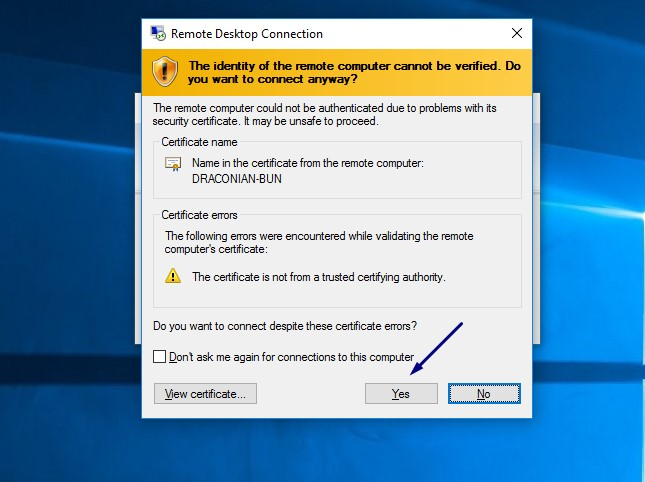 Remote Desktop Connection
The identity of the remote computer cannot be verified. Do
you want to connect anyway?
The remote computer could not be authenticated due to problems with its
security certificate. It may be unsafe to proceed.
Certificate name
Name in the certificate from the remote computer:
DRACONIAN-BUN
Certificate errors
The following errors were encountered while validating the remote
computer's certificate:
The certificate is not from a trusted certifying authority.
Do you want to connect despite these certificate errors?
Don't ask me again for connections to this computer
View certificate... Yes No